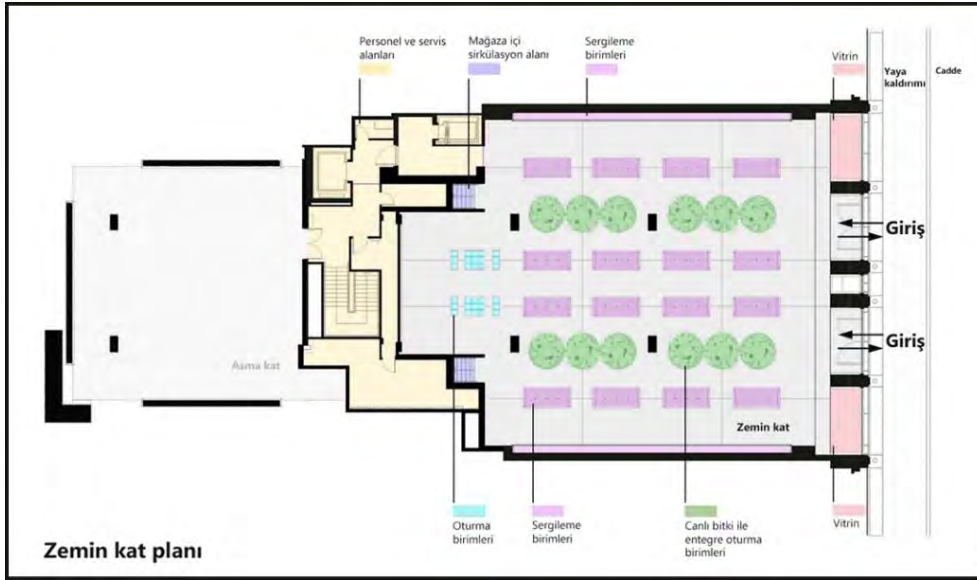 Personel ve servis
alanları
Mağaza içi
sirkülasyon alanı
Sergileme
birimleri
Vitrin
Yaya
kaldırımı
Cadde
Giriş
Giriş
Asma kat
Zemin kat
Oturma
birimleri
Sergileme
birimleri
Canlı bitki ile
entegre oturma
birimleri
Vitrin
Zemin kat planı